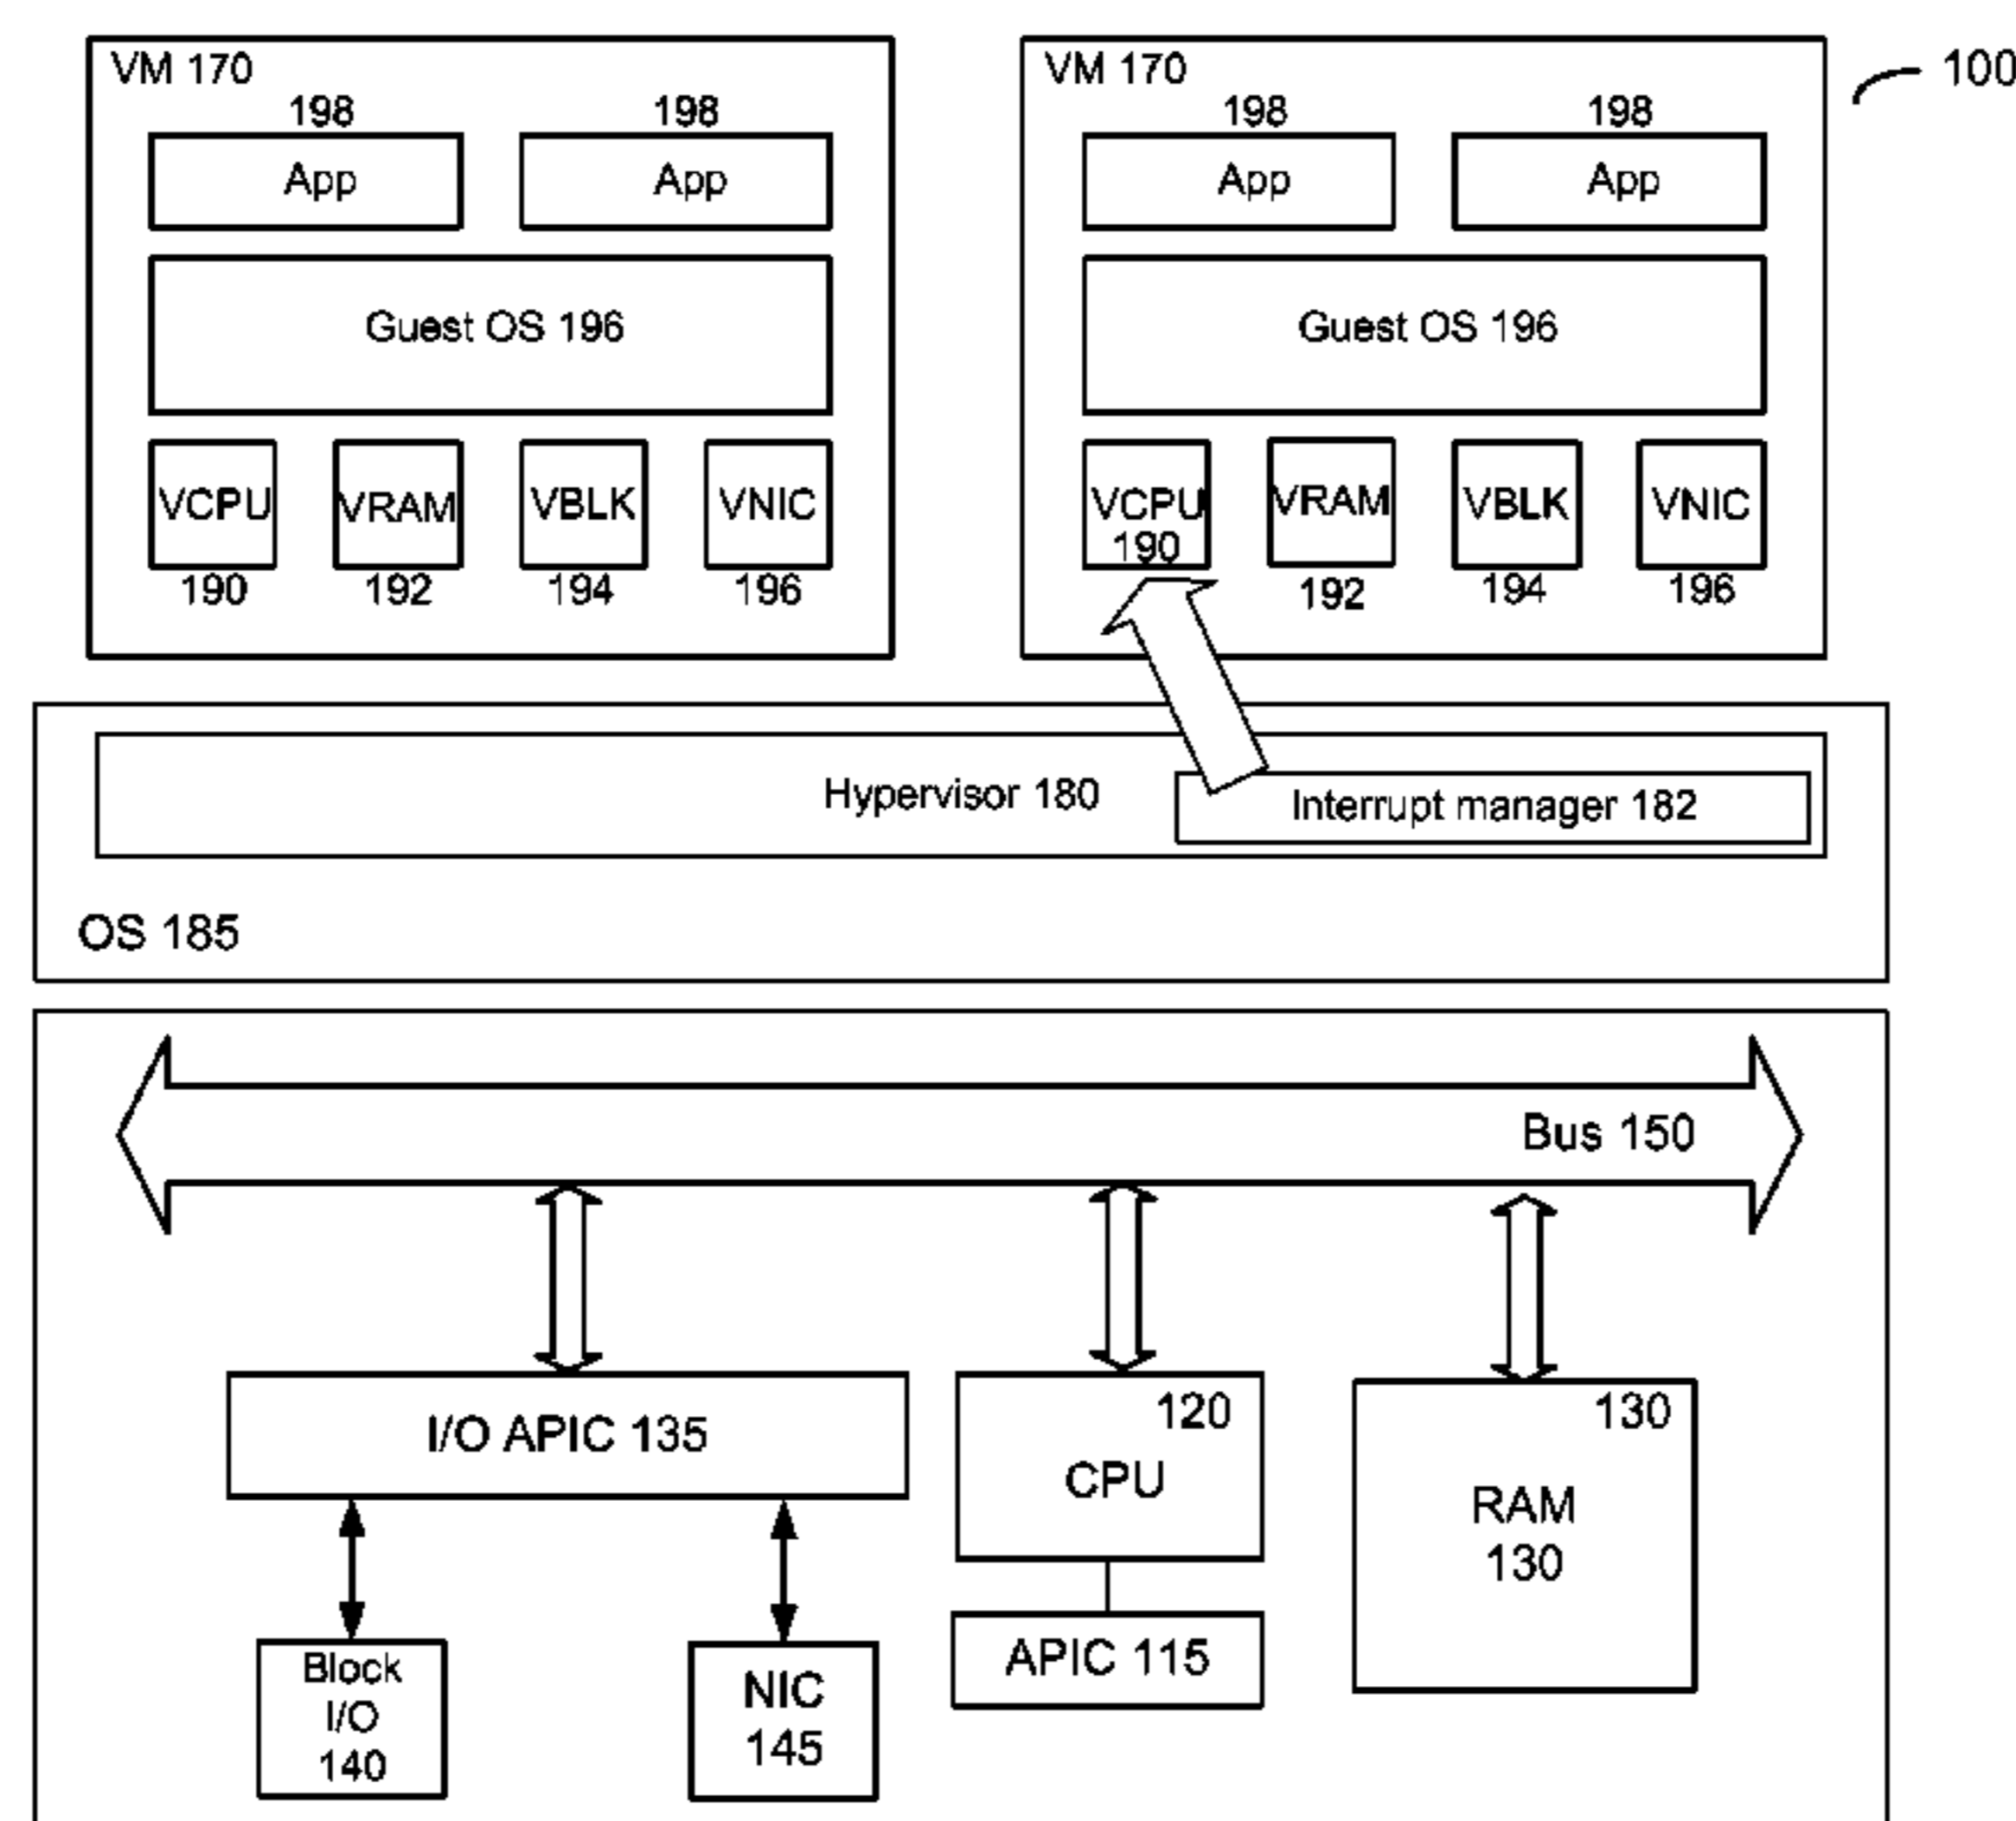 VM 170
198
198
App
App
Guest OS 196
VCPU
VRAM
VBLK
VNIC
190
192
194
196
VM 170
198
198
App
App
Guest OS 196
VCPU
190
VRAM
VBLK
VNIC
192
194
196
100
Hypervisor 180
Interrupt manager 182
OS 185
Bus 150
I/O APIC 135
120
CPU
130
RAM
130
APIC 115
Block
I/O
140
NIC
145